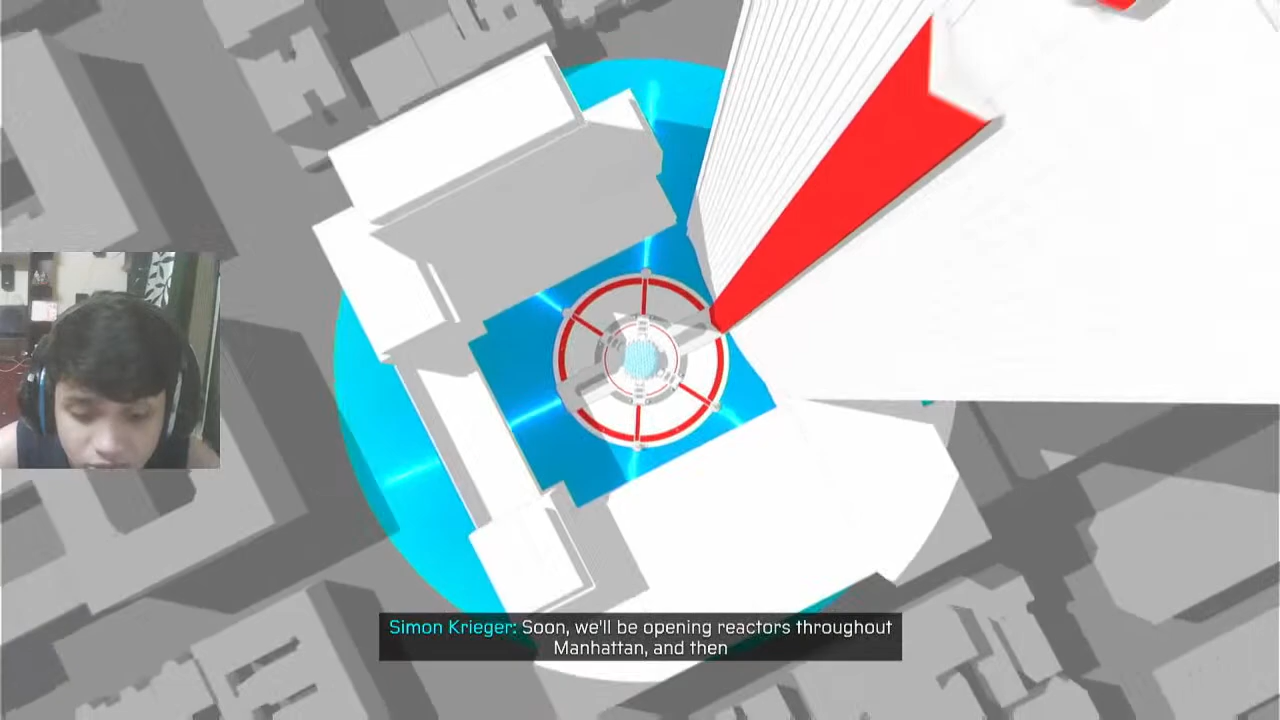 Simon Krieger: Soon, we'll be opening reactors throughout
Manhattan, and then